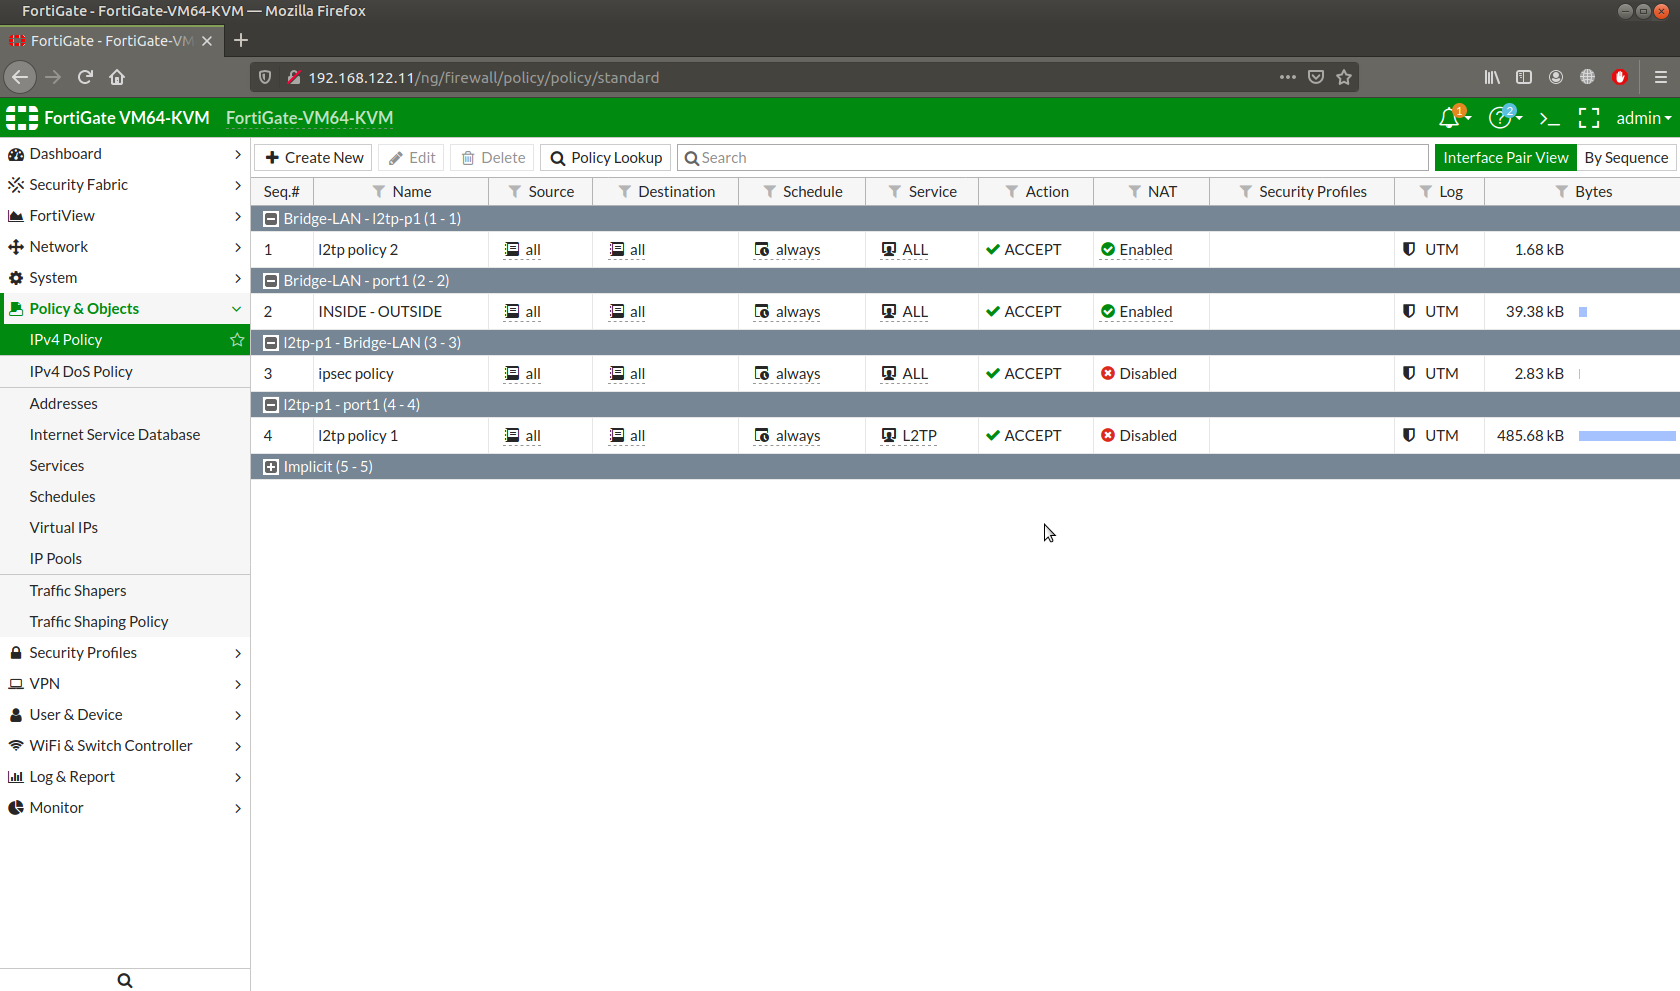 FortiGate - FortiGate-VM64-KVM — Mozilla Firefox
FortiGate - FortiGate-VM
192.168.122.11/ng/firewall/policy/policy/standard
FortiGate VM64-KVM FortiGate-VM64-KVM 1 2 >_ admin
Dashboard
Security Fabric
FortiView
Network
System
Policy & Objects
IPv4 Policy
IPv4 DoS Policy
Addresses
Internet Service Database
Services
Schedules
Virtual IPs
IP Pools
Traffic Shapers
Traffic Shaping Policy
Security Profiles
VPN
User & Device
WiFi & Switch Controller
Log & Report
Monitor
Create New Edit Delete Policy Lookup Search Interface Pair View By Sequence
Seq.# Name Source Destination Schedule Service Action NAT Security Profiles Log Bytes
Bridge-LAN - l2tp-p1 (1 - 1)
1 l2tp policy 2 all all always ALL ACCEPT Enabled UTM 1.68 kB
Bridge-LAN - port1 (2 - 2)
2 INSIDE - OUTSIDE all all always ALL ACCEPT Enabled UTM 39.38 kB
l2tp-p1 - Bridge-LAN (3 - 3)
3 ipsec policy all all always ALL ACCEPT Disabled UTM 2.83 kB
l2tp-p1 - port1 (4 - 4)
4 l2tp policy 1 all all always L2TP ACCEPT Disabled UTM 485.68 kB
Implicit (5 - 5)